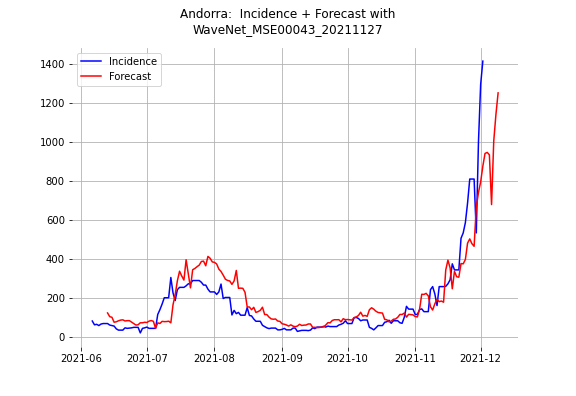 Andorra:  Incidence + Forecast with
WaveNet_MSE00043_20211127
Incidence
Forecast
1400
1200
1000
800
600
400
200
0
2021-06 2021-07 2021-08 2021-09 2021-10 2021-11 2021-12